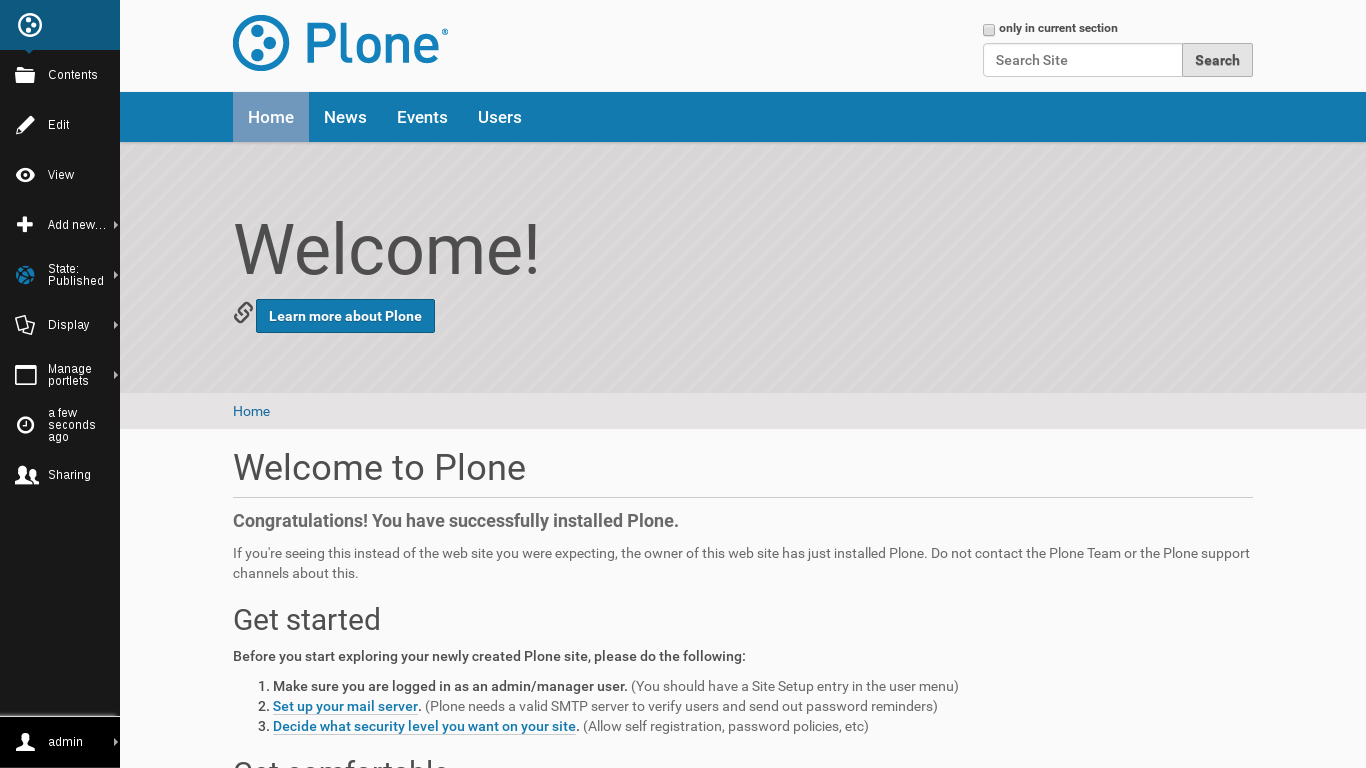 Contents
Edit
View
Add new...
State:
Published
Display
Manage
portlets
a few
seconds
ago
Sharing
admin
Plone®
only in current section
Search Site
Search
Home News Events Users
Welcome!
Learn more about Plone
Home
Welcome to Plone
Congratulations! You have successfully installed Plone.
If you're seeing this instead of the web site you were expecting, the owner of this web site has just installed Plone. Do not contact the Plone Team or the Plone support
channels about this.
Get started
Before you start exploring your newly created Plone site, please do the following:
1. Make sure you are logged in as an admin/manager user. (You should have a Site Setup entry in the user menu)
2. Set up your mail server. (Plone needs a valid SMTP server to verify users and send out password reminders)
3. Decide what security level you want on your site. (Allow self registration, password policies, etc)
Get comfortable